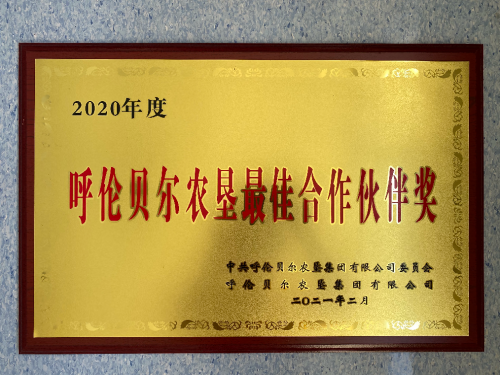 2020年度
呼伦贝尔农垦最佳合作伙伴奖
中共呼伦贝尔农垦集团有限公司委员会
呼伦贝尔农垦集团有限公司
二〇二一年二月